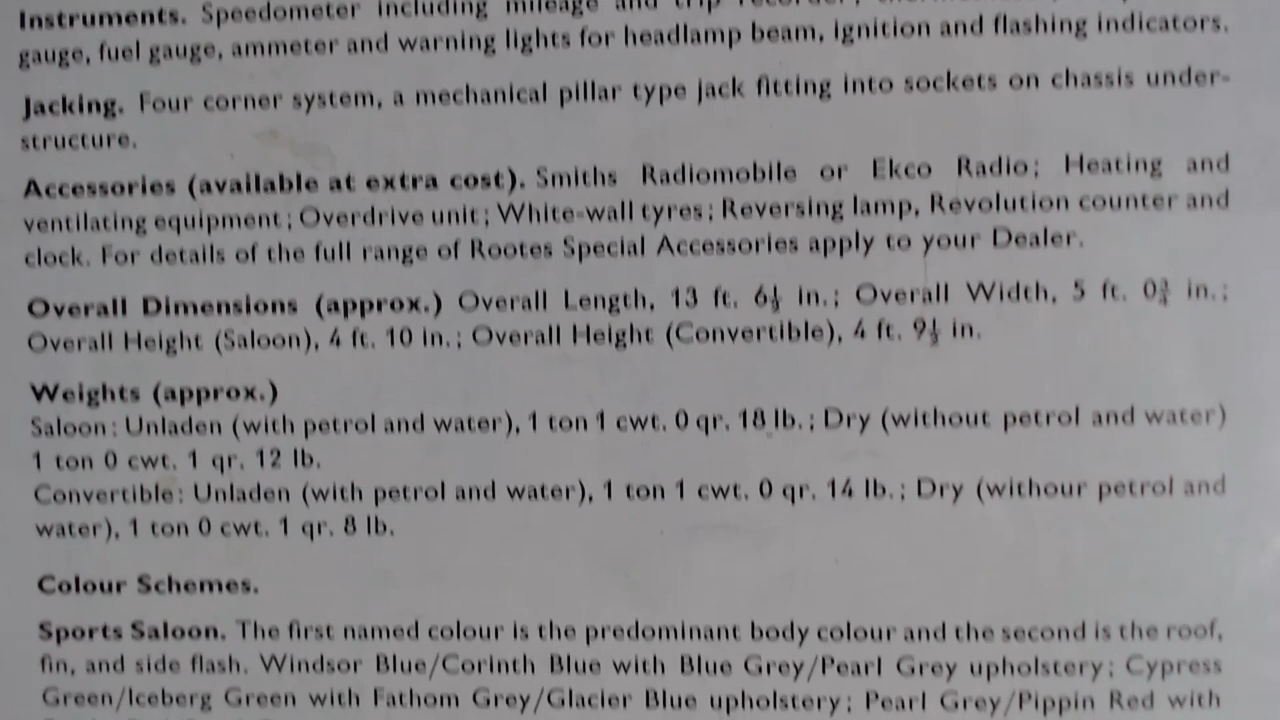 Instruments. Speedometer including mileage and trip recorder;
gauge, fuel gauge, ammeter and warning lights for headlamp beam, ignition and flashing indicators.
Jacking. Four corner system, a mechanical pillar type jack fitting into sockets on chassis under-
structure.
Accessories (available at extra cost). Smiths Radiomobile or Ekco Radio; Heating and
ventilating equipment; Overdrive unit; White-wall tyres; Reversing lamp, Revolution counter and
clock. For details of the full range of Rootes Special Accessories apply to your Dealer.
Overall Dimensions (approx.) Overall Length, 13 ft. 6½ in.; Overall Width, 5 ft. 0¾ in.;
Overall Height (Saloon), 4 ft. 10 in.; Overall Height (Convertible), 4 ft. 9½ in.
Weights (approx.)
Saloon: Unladen (with petrol and water), 1 ton 1 cwt. 0 qr. 18 lb.; Dry (without petrol and water)
1 ton 0 cwt. 1 qr. 12 lb.
Convertible: Unladen (with petrol and water), 1 ton 1 cwt. 0 qr. 14 lb.; Dry (withour petrol and
water), 1 ton 0 cwt. 1 qr. 8 lb.
Colour Schemes.
Sports Saloon. The first named colour is the predominant body colour and the second is the roof,
fin, and side flash. Windsor Blue/Corinth Blue with Blue Grey/Pearl Grey upholstery; Cypress
Green/Iceberg Green with Fathom Grey/Glacier Blue upholstery; Pearl Grey/Pippin Red with